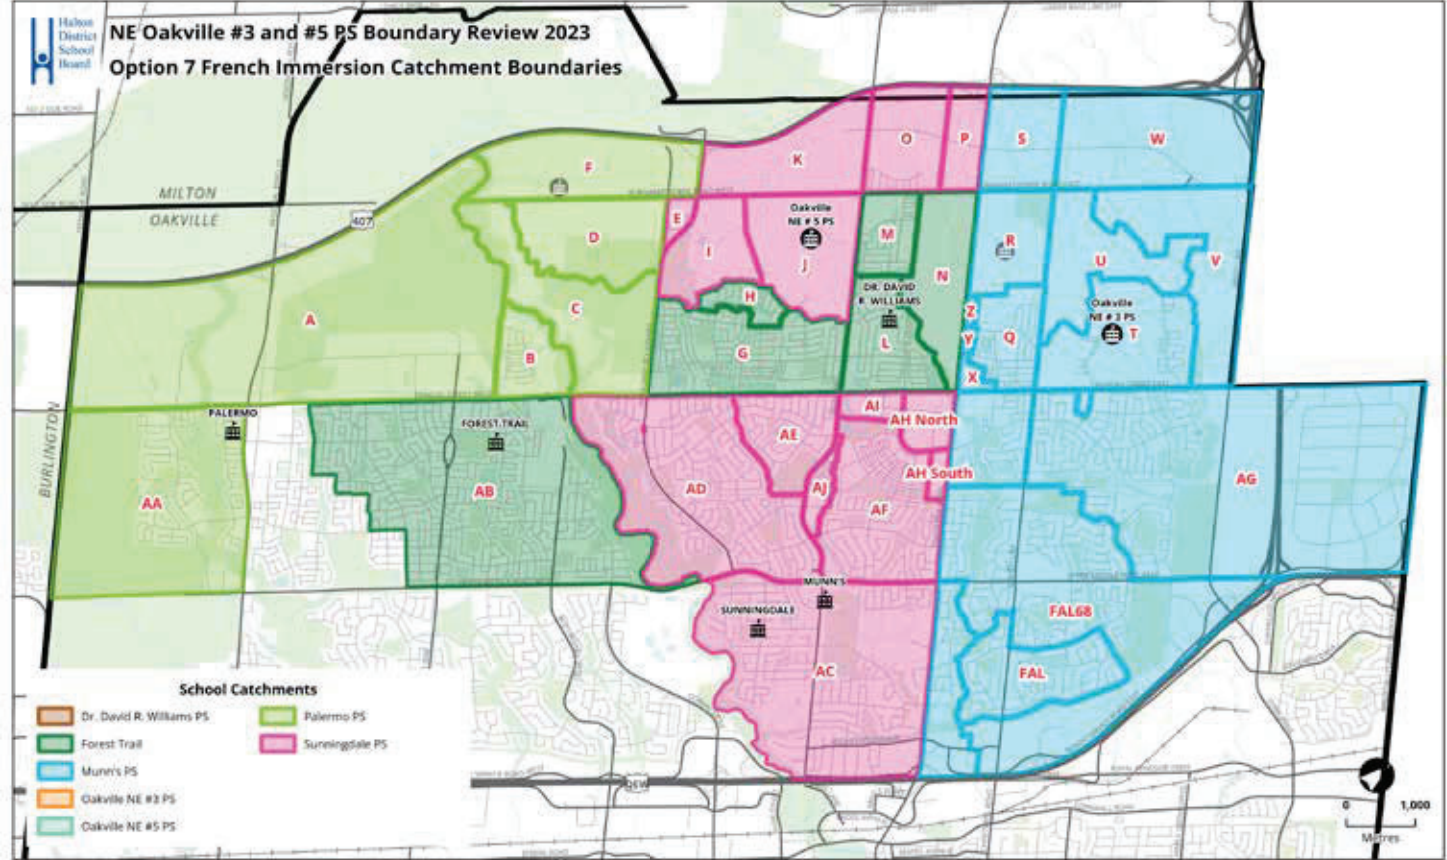 Halton
District
School
Board
NE Oakville #3 and #5 PS Boundary Review 2023
Option 7 French Immersion Catchment Boundaries
MILTON
OAKVILLE
407
BURLINGTON
F
K
O
P
S
W
E
D
I
Oakville
NE # 5 PS
J
M
N
R
U
V
A
C
B
H
G
DR. DAVID
R. WILLIAMS
L
Z
Y
X
Q
Oakville
NE # 3 PS
T
PALERMO
FOREST TRAIL
AA
AB
AD
AE
AI
AH North
AH South
AJ
AF
AG
MUNN'S
SUNNINGDALE
AC
FAL68
FAL
QEW
School Catchments
Dr. David R. Williams PS
Forest Trail
Munn's PS
Oakville NE #3 PS
Oakville NE #5 PS
Palermo PS
Sunningdale PS
0 1,000
Metres